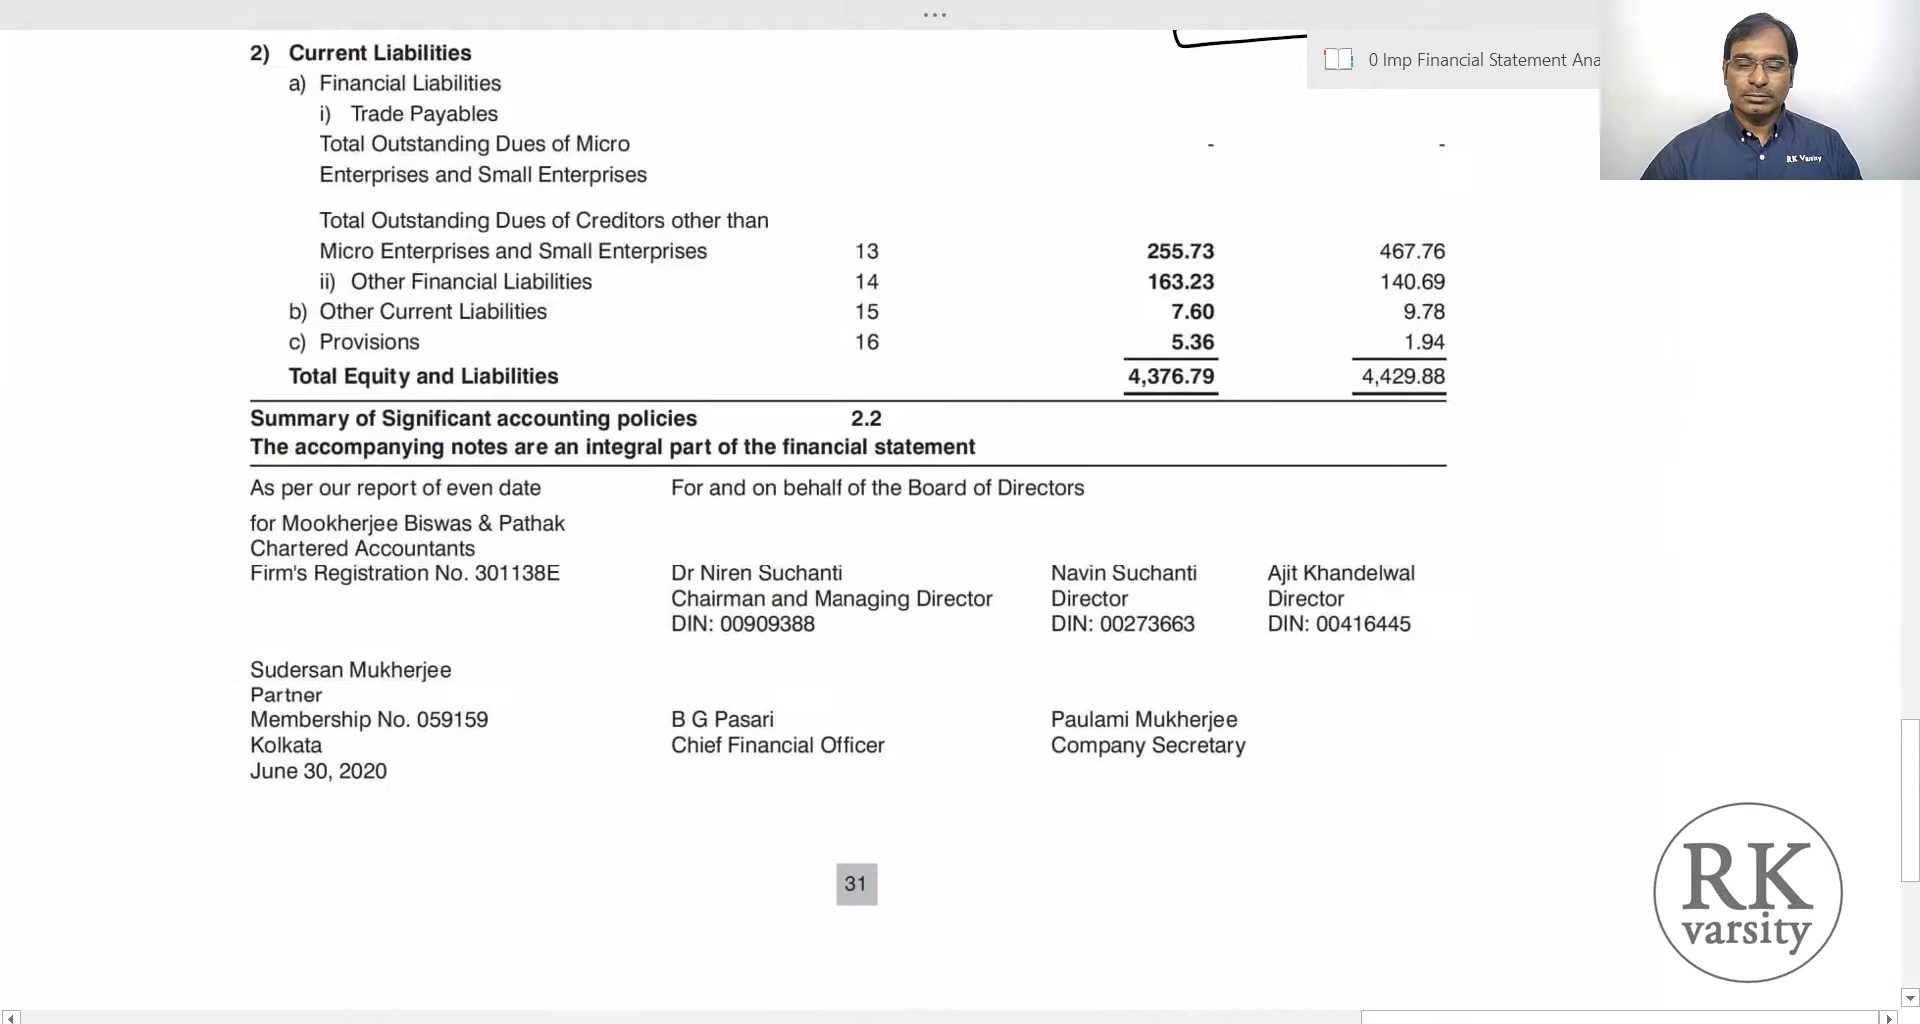 2) Current Liabilities
0 Imp Financial Statement Ana
a) Financial Liabilities
i) Trade Payables
Total Outstanding Dues of Micro - -
Enterprises and Small Enterprises
RK Varsity
Total Outstanding Dues of Creditors other than
Micro Enterprises and Small Enterprises 13 255.73 467.76
ii) Other Financial Liabilities 14 163.23 140.69
b) Other Current Liabilities 15 7.60 9.78
c) Provisions 16 5.36 1.94
Total Equity and Liabilities 4,376.79 4,429.88
Summary of Significant accounting policies 2.2
The accompanying notes are an integral part of the financial statement
As per our report of even date For and on behalf of the Board of Directors
for Mookherjee Biswas & Pathak
Chartered Accountants
Firm's Registration No. 301138E Dr Niren Suchanti Navin Suchanti Ajit Khandelwal
Chairman and Managing Director Director Director
DIN: 00909388 DIN: 00273663 DIN: 00416445
Sudersan Mukherjee
Partner
Membership No. 059159 B G Pasari Paulami Mukherjee
Kolkata Chief Financial Officer Company Secretary
June 30, 2020
31
RK
varsity